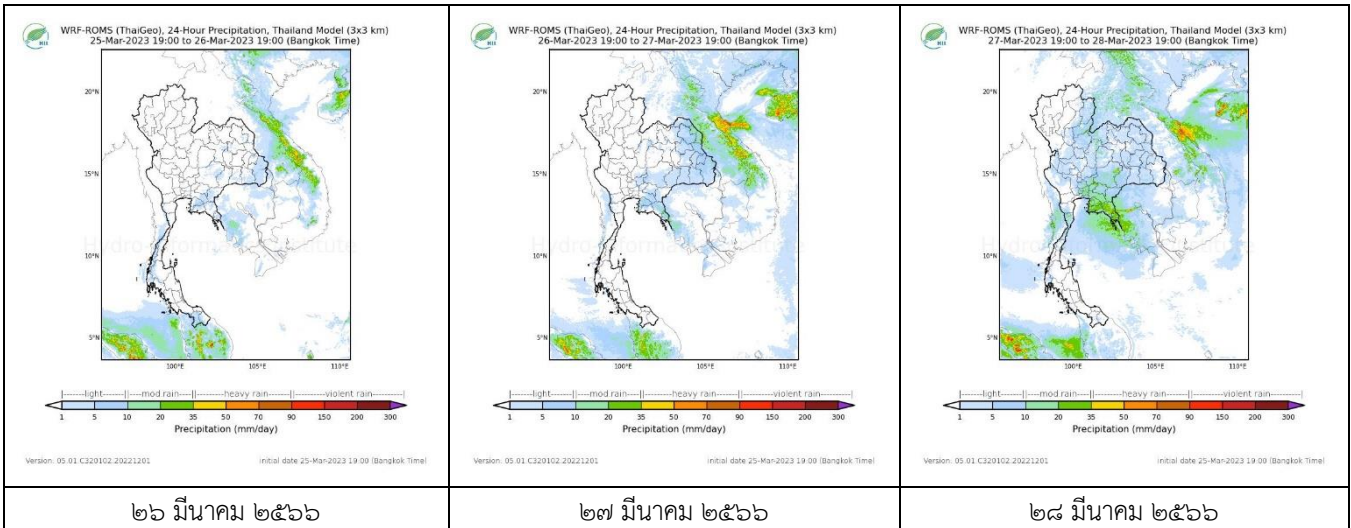 WRF-ROMS (ThaiGeo), 24-Hour Precipitation, Thailand Model (3x3 km)
25-Mar-2023 19:00 to 26-Mar-2023 19:00 (Bangkok Time)
20°N
15°N
10°N
5°N
100°E 105°E 110°E
light mod rain heavy rain violent rain
1 5 10 20 35 50 70 90 150 200 300
Precipitation (mm/day)
Version: 05.01.C320102.20221201 initial date 25-Mar-2023 19:00 (Bangkok Time)
๒๖ มีนาคม ๒๕๖๖
WRF-ROMS (ThaiGeo), 24-Hour Precipitation, Thailand Model (3x3 km)
26-Mar-2023 19:00 to 27-Mar-2023 19:00 (Bangkok Time)
20°N
15°N
10°N
5°N
100°E 105°E 110°E
light mod rain heavy rain violent rain
1 5 10 20 35 50 70 90 150 200 300
Precipitation (mm/day)
Version: 05.01.C320102.20221201 initial date 25-Mar-2023 19:00 (Bangkok Time)
๒๗ มีนาคม ๒๕๖๖
WRF-ROMS (ThaiGeo), 24-Hour Precipitation, Thailand Model (3x3 km)
27-Mar-2023 19:00 to 28-Mar-2023 19:00 (Bangkok Time)
20°N
15°N
10°N
5°N
100°E 105°E 110°E
light mod rain heavy rain violent rain
1 5 10 20 35 50 70 90 150 200 300
Precipitation (mm/day)
Version: 05.01.C320102.20221201 initial date 25-Mar-2023 19:00 (Bangkok Time)
๒๘ มีนาคม ๒๕๖๖